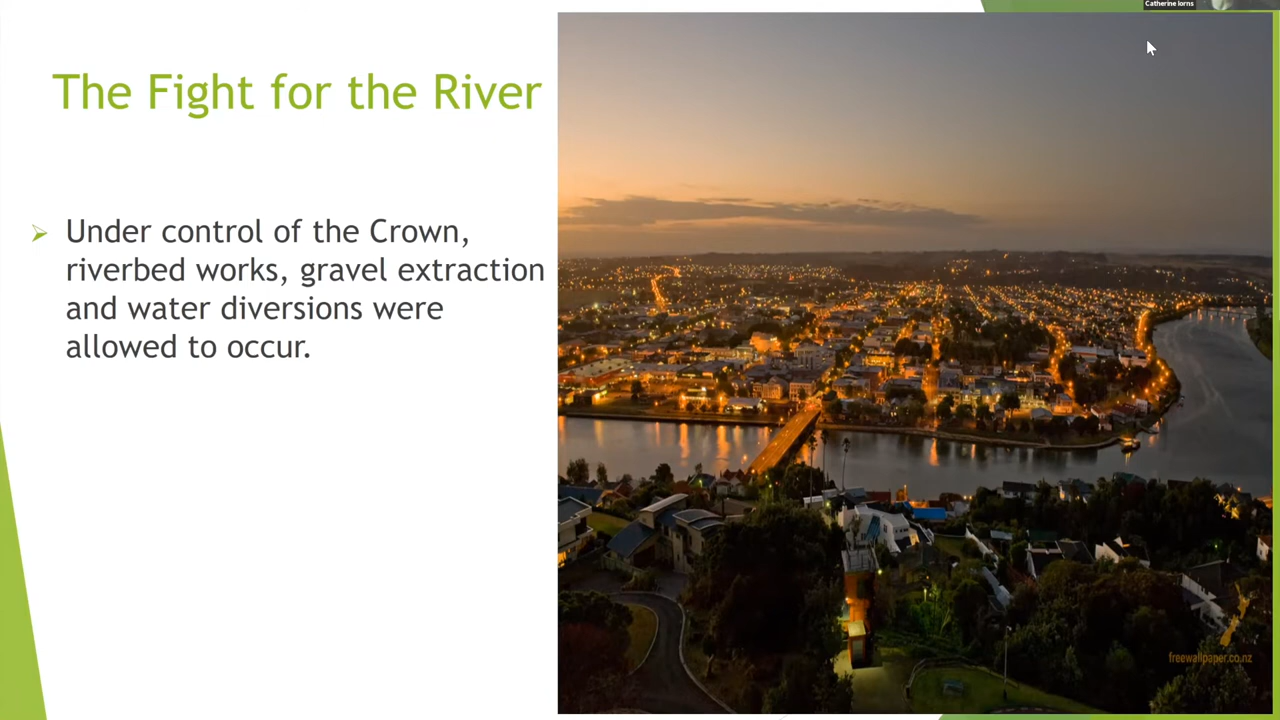 Catherine Iorns
The Fight for the River
Under control of the Crown,
riverbed works, gravel extraction
and water diversions were
allowed to occur.
freewallpaper.co.nz